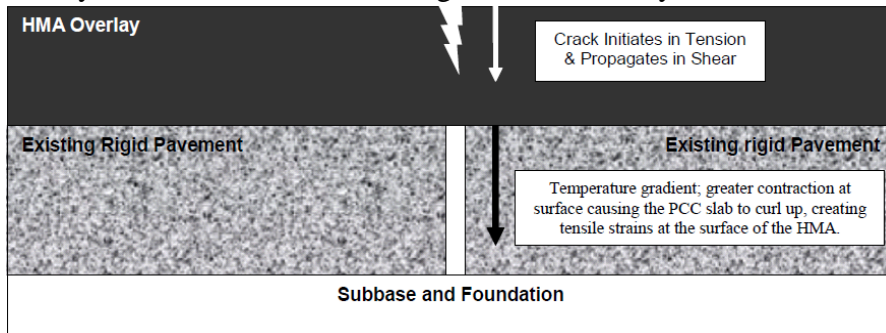 HMA Overlay
Crack Initiates in Tension
& Propagates in Shear
Existing Rigid Pavement
Existing rigid Pavement
Temperature gradient; greater contraction at
surface causing the PCC slab to curl up, creating
tensile strains at the surface of the HMA.
Subbase and Foundation